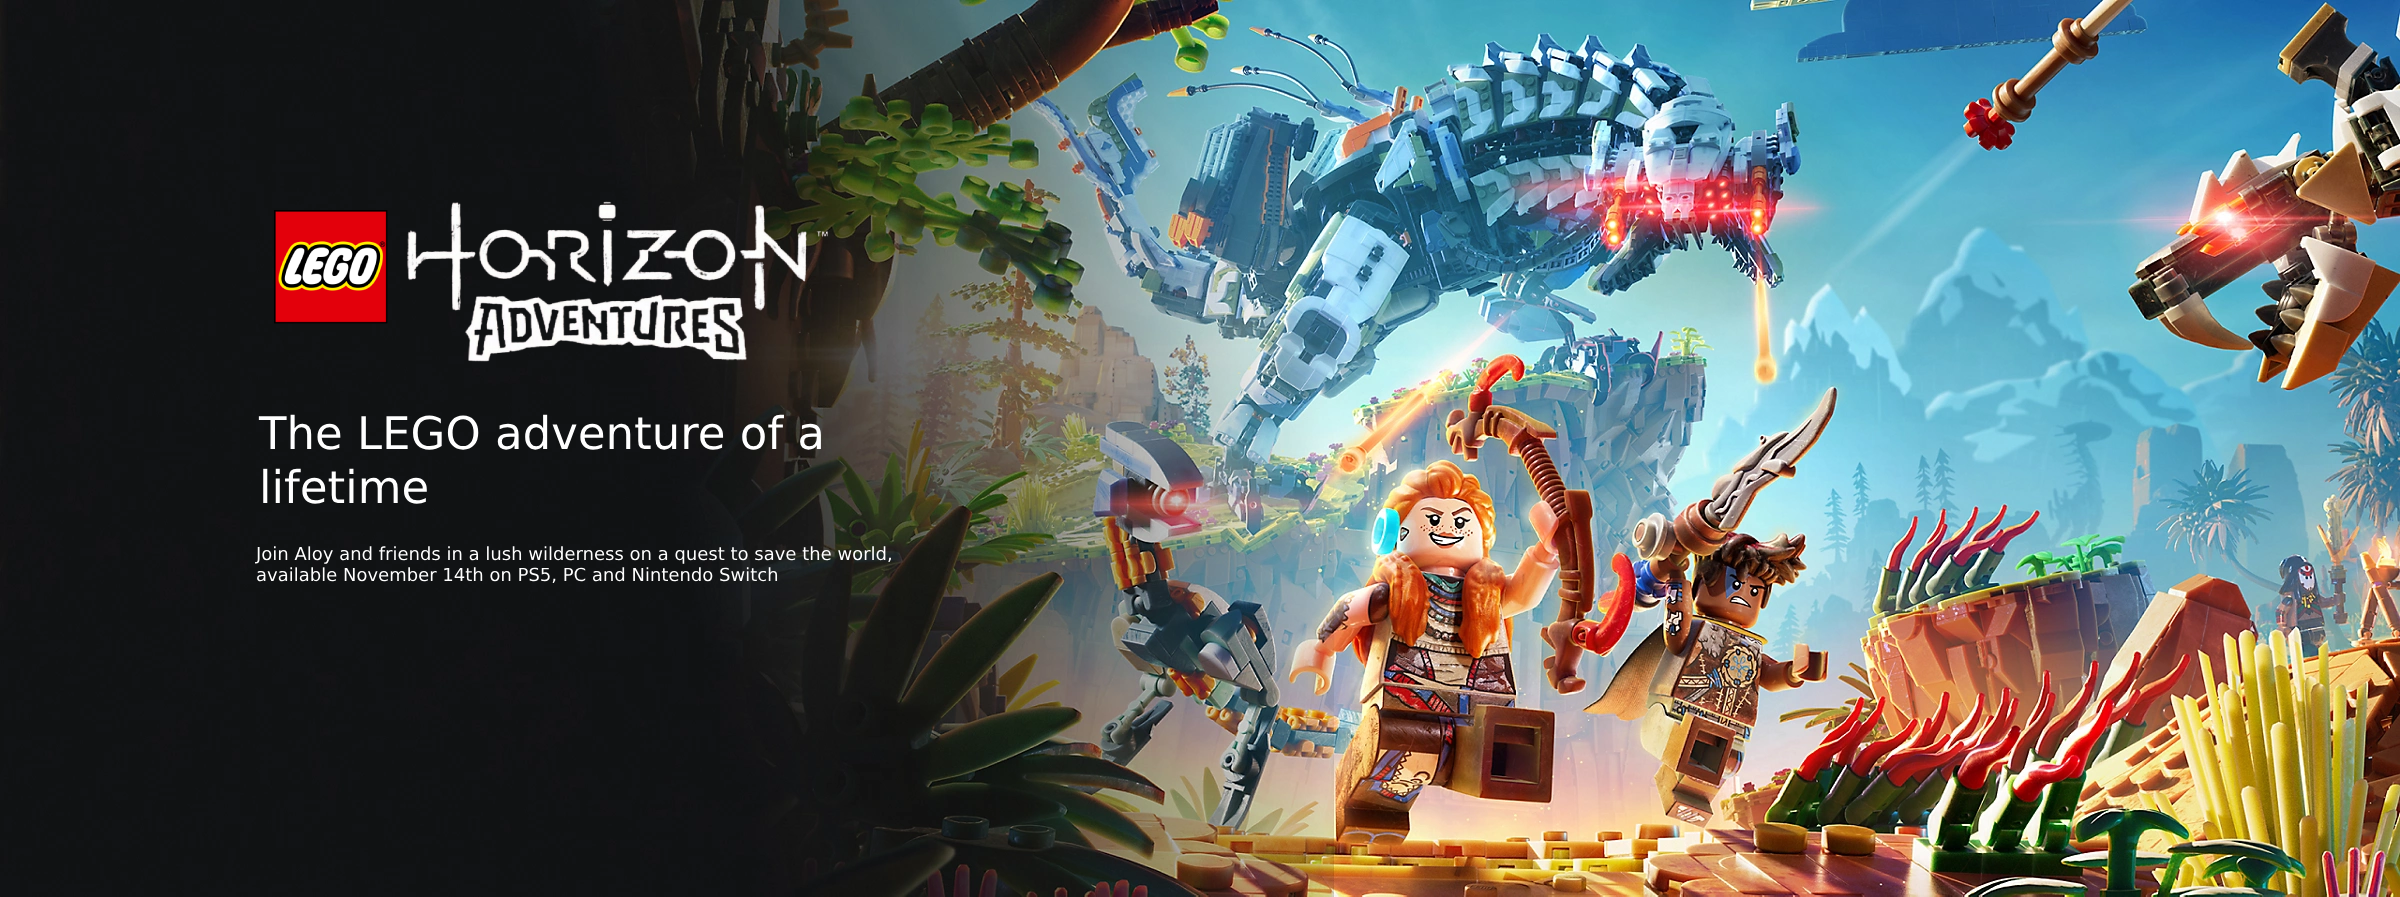 LEGO
HORIZON™
ADVENTURES
The LEGO adventure of a
lifetime
Join Aloy and friends in a lush wilderness on a quest to save the world,
available November 14th on PS5, PC and Nintendo Switch